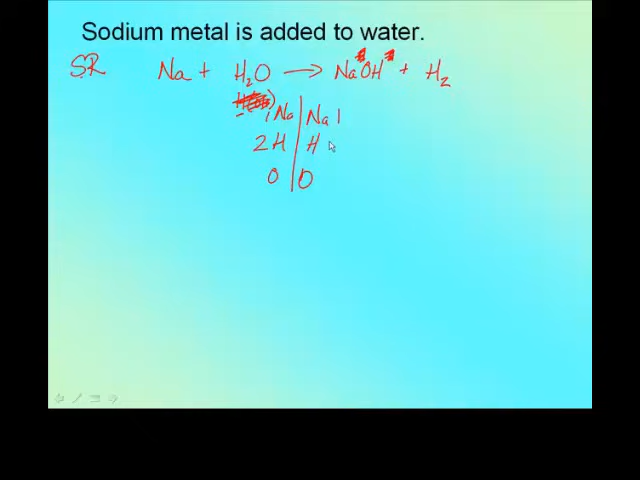 Sodium metal is added to water.
SR Na + H₂O → NaOH + H₂
1 Na | Na 1
2 H | H
O | O